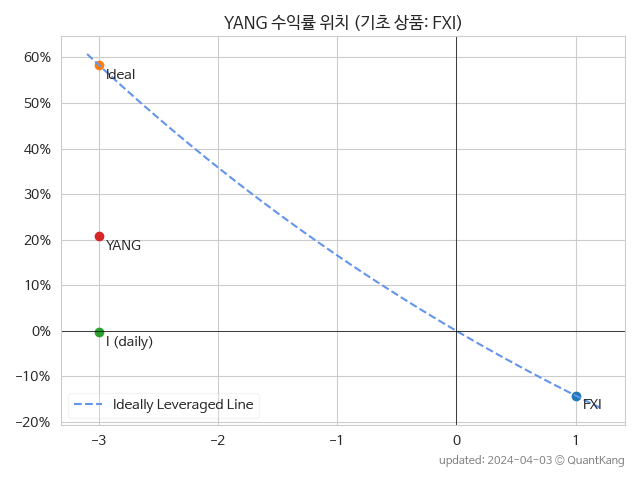 YANG 수익률 위치 (기초 상품: FXI)
60%
50%
40%
30%
20%
10%
0%
−10%
−20%
Ideal
YANG
I (daily)
FXI
Ideally Leveraged Line
−3
−2
−1
0
1
updated: 2024-04-03 © QuantKang